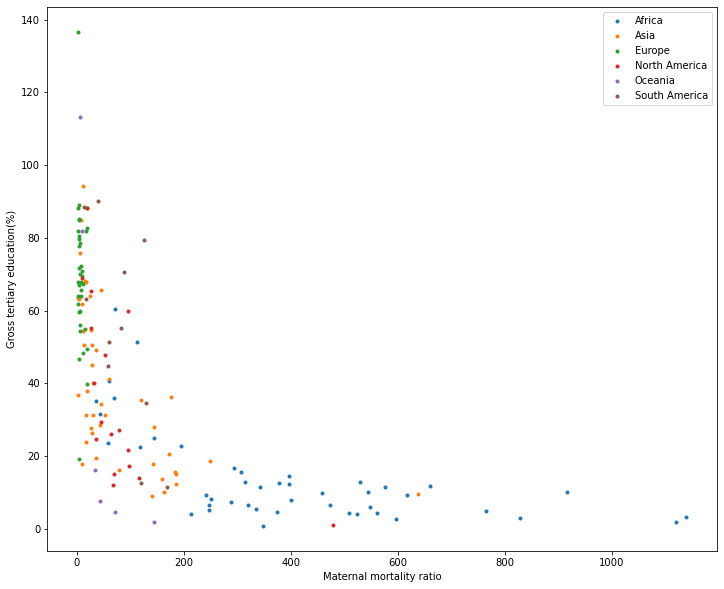 140
120
100
80
60
40
20
0
Gross tertiary education(%)
0
200
400
600
800
1000
Maternal mortality ratio
Africa
Asia
Europe
North America
Oceania
South America